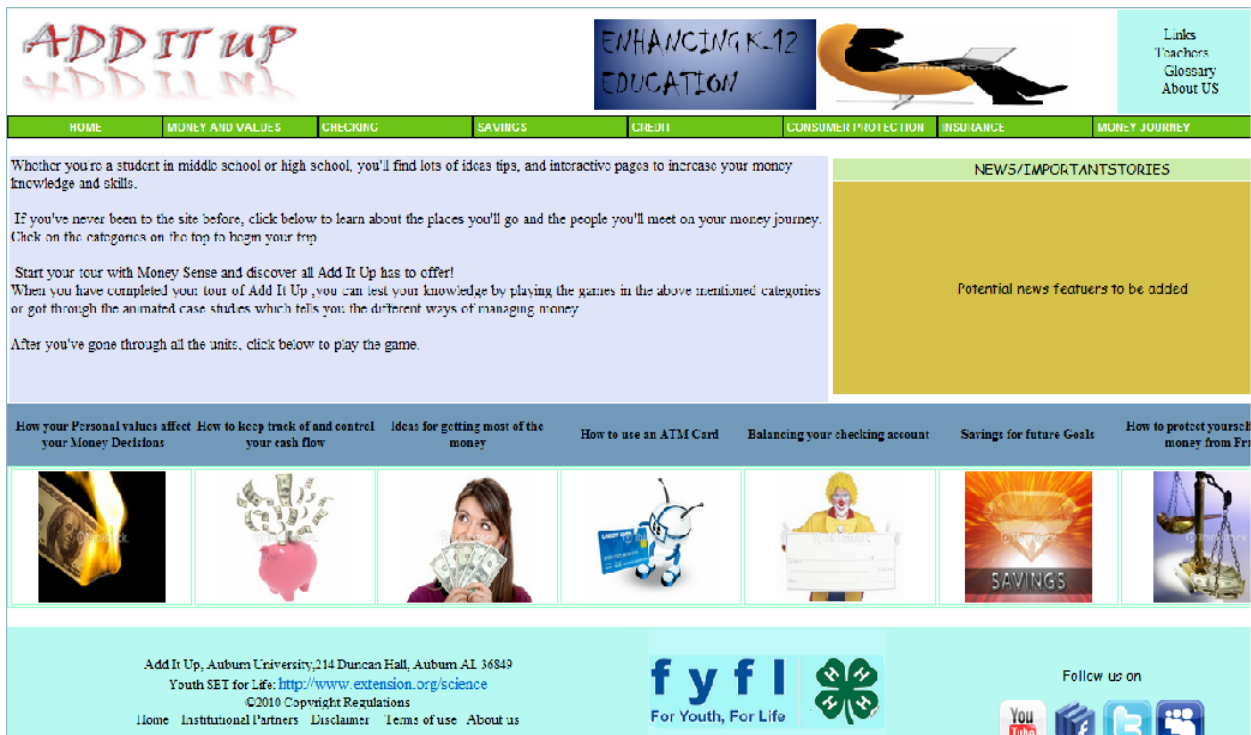 ADD IT UP
ENHANCING K-12
EDUCATION
Links
Teachers
Glossary
About US
HOME MONEY AND VALUES CHECKING SAVINGS CREDIT CONSUMER PROTECTION INSURANCE MONEY JOURNEY
Whether you're a student in middle school or high school, you'll find lots of ideas tips, and interactive pages to increase your money
knowledge and skills.
If you've never been to the site before, click below to learn about the places you'll go and the people you'll meet on your money journey.
Click on the categories on the top to begin your trip
Start your tour with Money Sense and discover all Add It Up has to offer!
When you have completed your tour of Add It Up ,you can test your knowledge by playing the games in the above mentioned categories
or got through the animated case studies which tells you the different ways of managing money
After you've gone through all the units, click below to play the game.
NEWS/IMPORTANTSTORIES
Potential news featuers to be added
How your Personal values affect
your Money Decisions
How to keep track of and control
your cash flow
Ideas for getting most of the
money
How to use an ATM Card
Balancing your checking account
Savings for future Goals
How to protect yourself
money from Fr
SAVINGS
Add It Up, Auburn University,214 Duncan Hall, Auburn AL 36849
Youth SET for Life: http://www.extension.org/science
©2010 Copyright Regulations
Home Institutional Partners Disclaimer Terms of use About us
fyfl
For Youth, For Life
H H H H
Follow us on
You
Tube